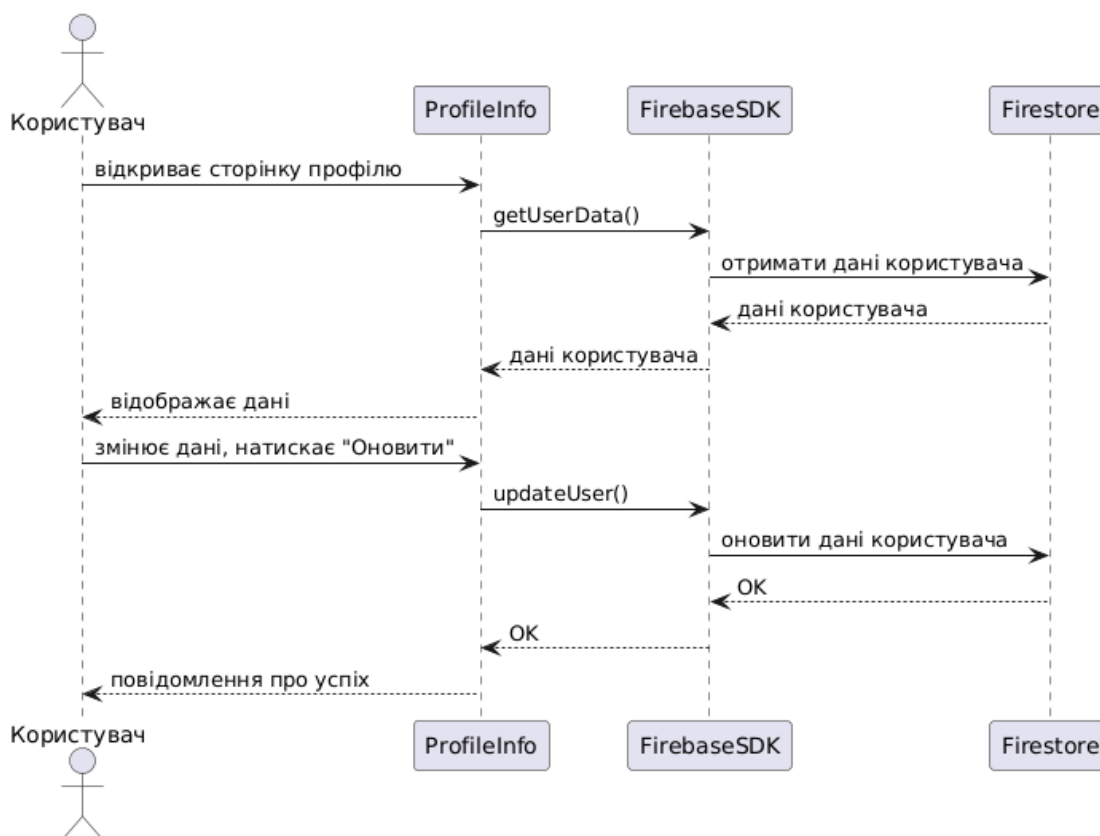 Користувач
ProfileInfo
FirebaseSDK
Firestore
відкриває сторінку профілю
getUserData()
отримати дані користувача
дані користувача
дані користувача
відображає дані
змінює дані, натискає "Оновити"
updateUser()
оновити дані користувача
OK
OK
повідомлення про успіх
Користувач
ProfileInfo
FirebaseSDK
Firestore